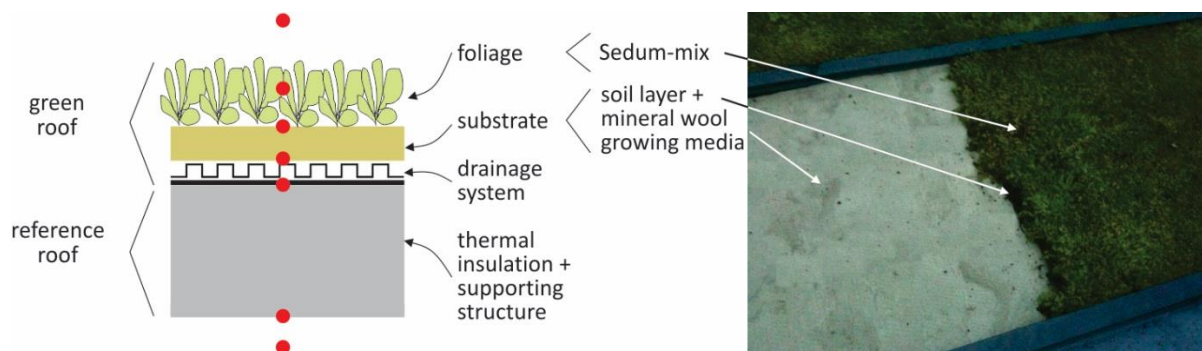 green
roof
reference
roof
foliage
substrate
drainage
system
thermal
insulation +
supporting
structure
Sedum-mix
soil layer +
mineral wool
growing media